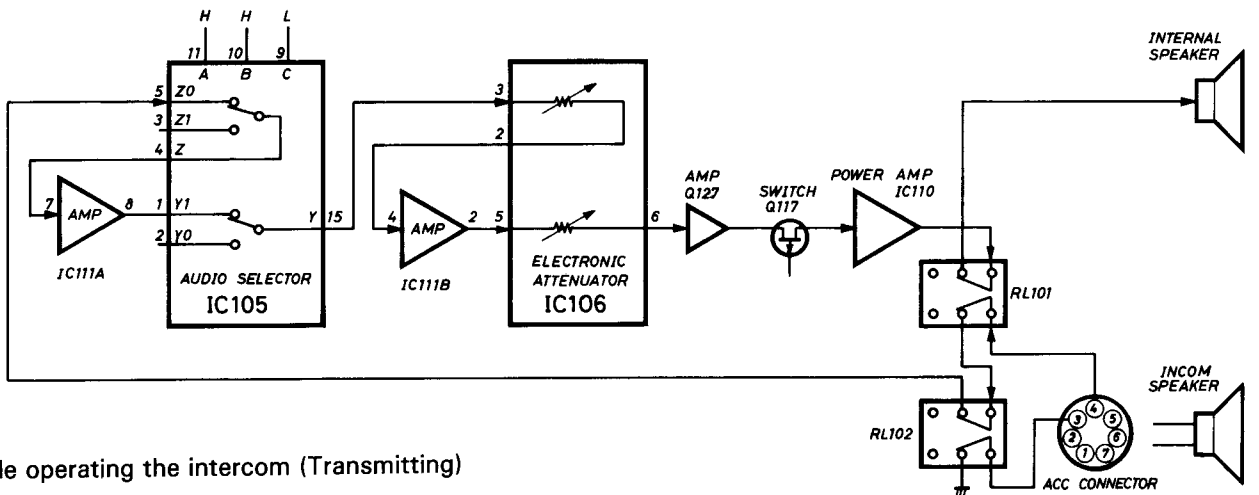 H H L
11 10 9
A B C
5 Z0
3 Z1
4 Z
7 AMP 8
IC111A
1 Y1
2 Y0
Y 15
AUDIO SELECTOR
IC105
3
2
4 AMP 2
IC111B
5
6
ELECTRONIC
ATTENUATOR
IC106
AMP
Q127
SWITCH
Q117
POWER AMP
IC110
INTERNAL
SPEAKER
RL101
RL102
INCOM
SPEAKER
4
3 5
2 6
1 7
ACC CONNECTOR
le operating the intercom (Transmitting)